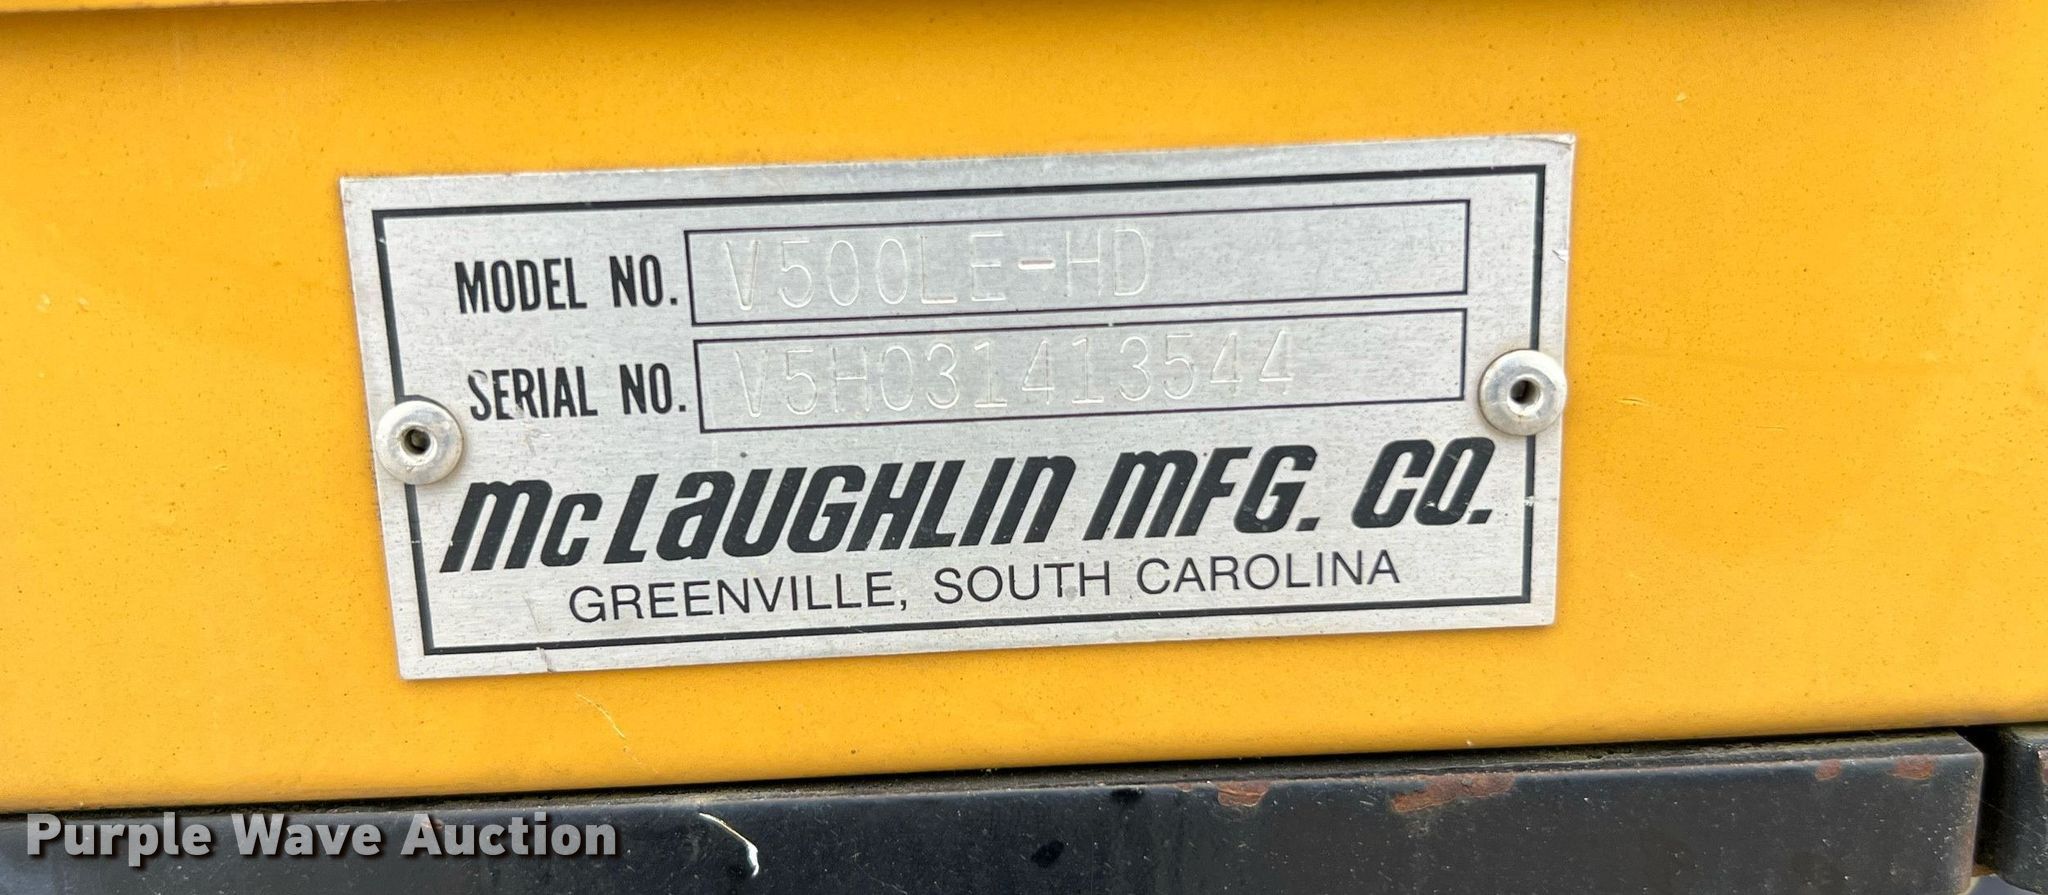 MODEL NO. V500LE-HD
SERIAL NO. V5H031413544
McLAUGHLIN MFG. CO.
GREENVILLE, SOUTH CAROLINA
Purple Wave Auction